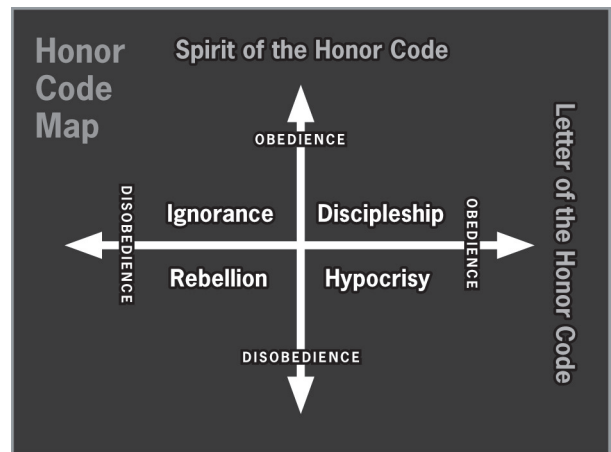 Honor
Code
Map
Spirit of the Honor Code
OBEDIENCE
DISOBEDIENCE
Ignorance
Discipleship
OBEDIENCE
Letter of the Honor Code
Rebellion
Hypocrisy
DISOBEDIENCE